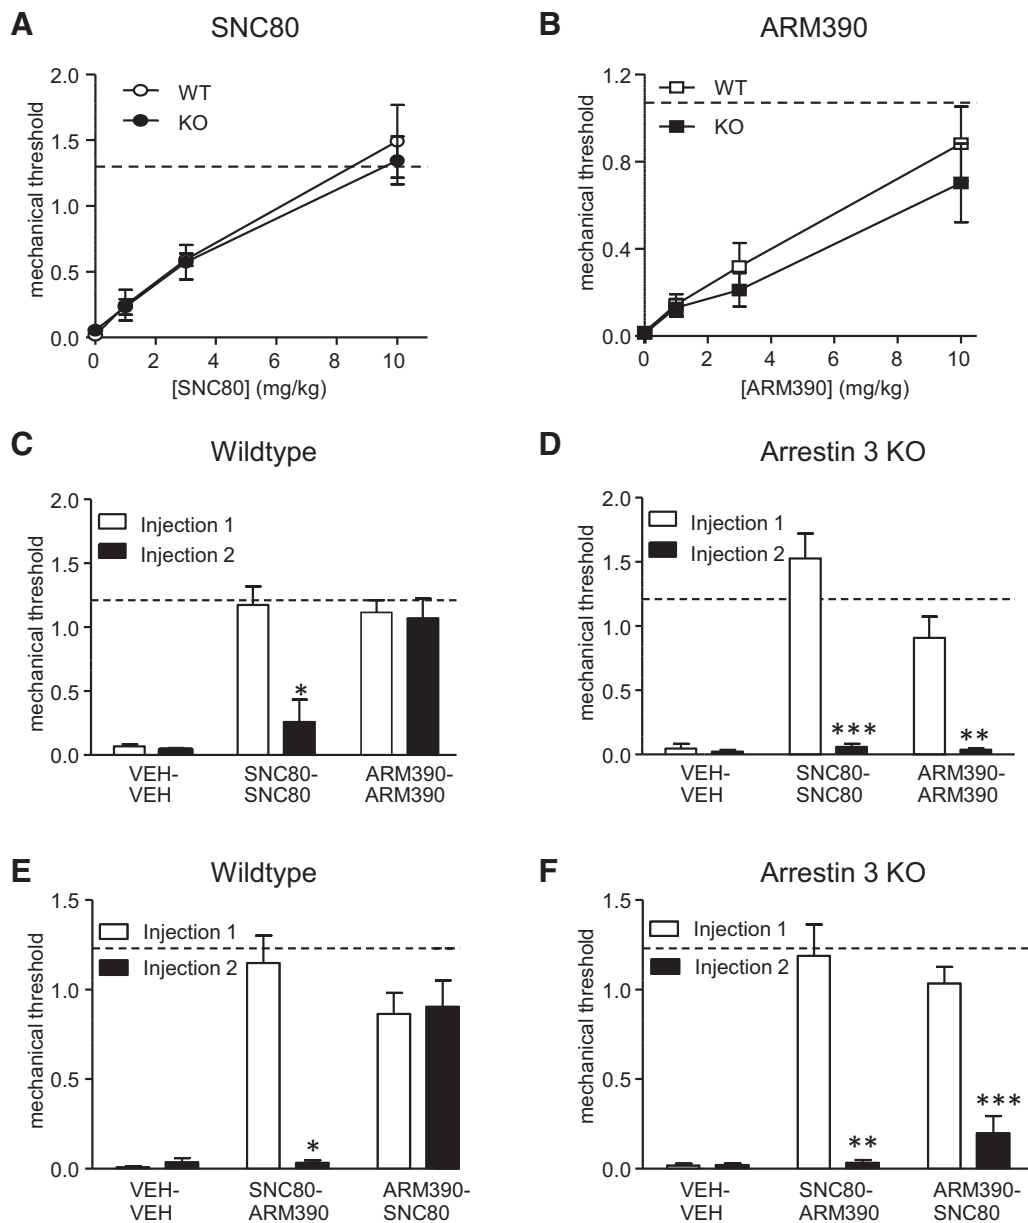 A
SNC80
2.0
1.5
1.0
0.5
0.0
mechanical threshold
WT
KO
0 2 4 6 8 10
[SNC80] (mg/kg)
B
ARM390
1.2
0.8
0.4
0.0
mechanical threshold
WT
KO
0 2 4 6 8 10
[ARM390] (mg/kg)
C
Wildtype
2.0
1.5
1.0
0.5
0.0
mechanical threshold
Injection 1
Injection 2
*
VEH- SNC80- ARM390-
VEH SNC80 ARM390
D
Arrestin 3 KO
2.0
1.5
1.0
0.5
0.0
mechanical threshold
Injection 1
Injection 2
*** **
VEH- SNC80- ARM390-
VEH SNC80 ARM390
E
Wildtype
1.5
1.0
0.5
0.0
mechanical threshold
Injection 1
Injection 2
*
VEH- SNC80- ARM390-
VEH ARM390 SNC80
F
Arrestin 3 KO
1.5
1.0
0.5
0.0
mechanical threshold
Injection 1
Injection 2
** ***
VEH- SNC80- ARM390-
VEH ARM390 SNC80